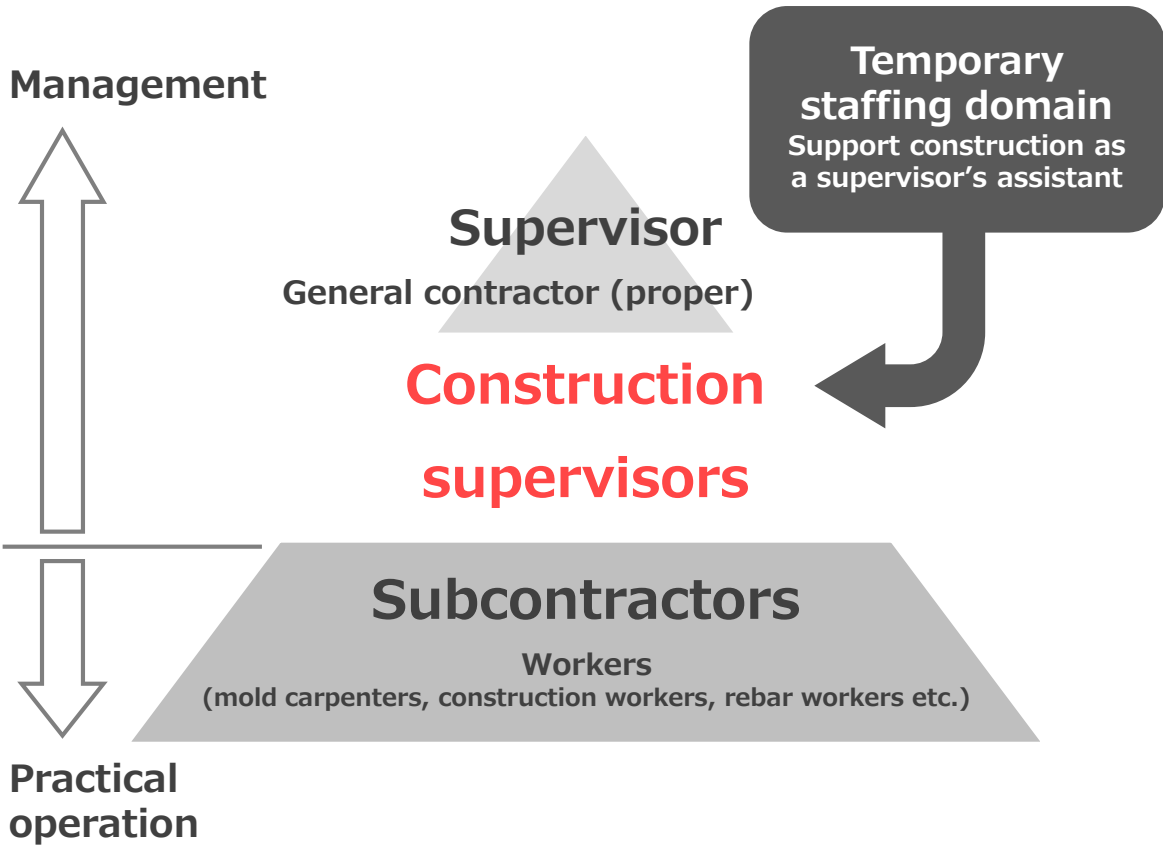 Management
Temporary
staffing domain
Support construction as
a supervisor’s assistant
Supervisor
General contractor (proper)
Construction
supervisors
Subcontractors
Workers
(mold carpenters, construction workers, rebar workers etc.)
Practical
operation